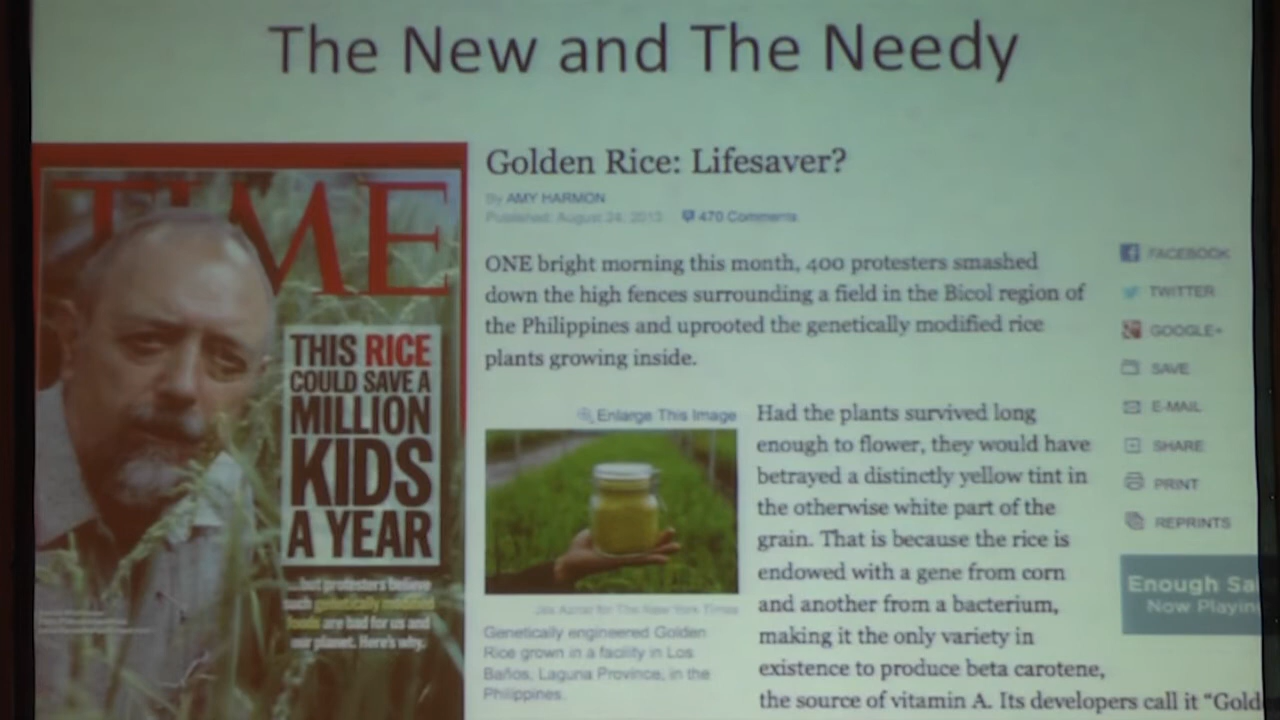 The New and The Needy
TIME
THIS RICE
COULD SAVE A
MILLION
KIDS
A YEAR
...but protesters believe
such genetically modified
foods are bad for us and
our planet. Here's why.
Golden Rice: Lifesaver?
By AMY HARMON
Published: August 24, 2013 470 Comments
ONE bright morning this month, 400 protesters smashed
down the high fences surrounding a field in the Bicol region of
the Philippines and uprooted the genetically modified rice
plants growing inside.
Enlarge This Image
Jes Aznar for The New York Times
Genetically engineered Golden
Rice grown in a facility in Los
Baños, Laguna Province, in the
Philippines.
Had the plants survived long
enough to flower, they would have
betrayed a distinctly yellow tint in
the otherwise white part of the
grain. That is because the rice is
endowed with a gene from corn
and another from a bacterium,
making it the only variety in
existence to produce beta carotene,
the source of vitamin A. Its developers call it “Gold
FACEBOOK
TWITTER
GOOGLE+
SAVE
E-MAIL
SHARE
PRINT
REPRINTS
Enough Sa
Now Playin